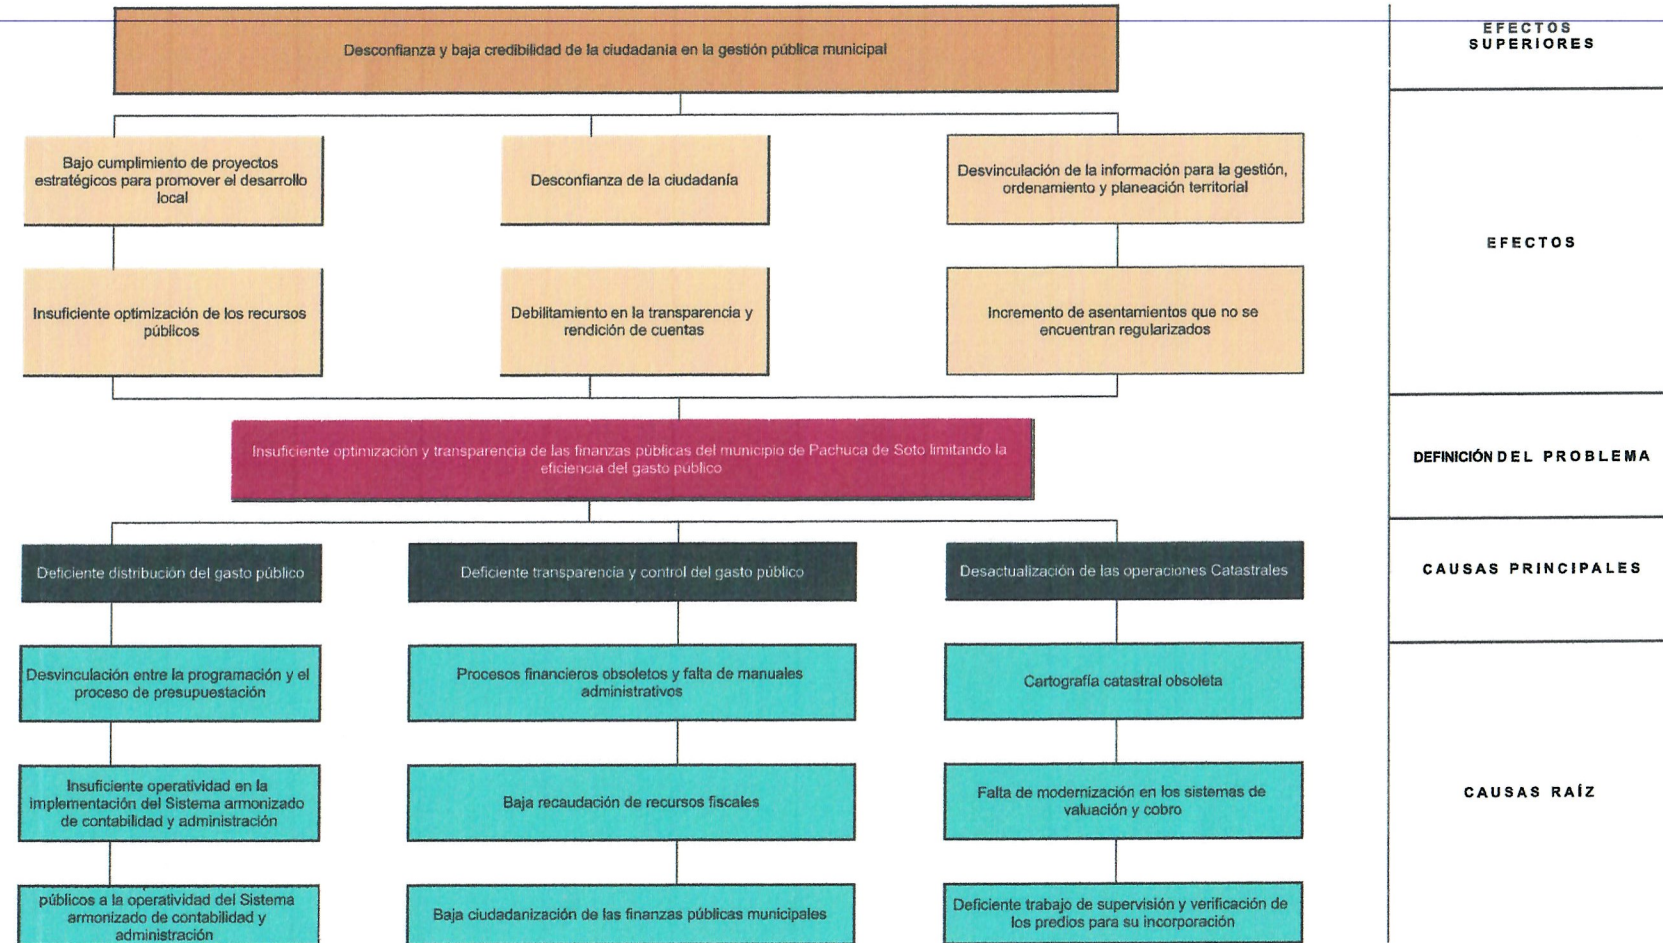 Desconfianza y baja credibilidad de la ciudadanía en la gestión pública municipal
EFECTOS
SUPERIORES
Bajo cumplimiento de proyectos
estratégicos para promover el desarrollo
local
Desconfianza de la ciudadanía
Desvinculación de la información para la gestión,
ordenamiento y planeación territorial
EFECTOS
Insuficiente optimización de los recursos
públicos
Debilitamiento en la transparencia y
rendición de cuentas
Incremento de asentamientos que no se
encuentran regularizados
Insuficiente optimización y transparencia de las finanzas públicas del municipio de Pachuca de Soto limitando la
eficiencia del gasto público
DEFINICIÓN DEL PROBLEMA
Deficiente distribución del gasto público
Deficiente transparencia y control del gasto público
Desactualización de las operaciones Catastrales
CAUSAS PRINCIPALES
Desvinculación entre la programación y el
proceso de presupuestación
Procesos financieros obsoletos y falta de manuales
administrativos
Cartografía catastral obsoleta
Insuficiente operatividad en la
implementación del Sistema armonizado
de contabilidad y administración
Baja recaudación de recursos fiscales
Falta de modernización en los sistemas de
valuación y cobro
CAUSAS RAÍZ
públicos a la operatividad del Sistema
armonizado de contabilidad y
administración
Baja ciudadanización de las finanzas públicas municipales
Deficiente trabajo de supervisión y verificación de
los predios para su incorporación